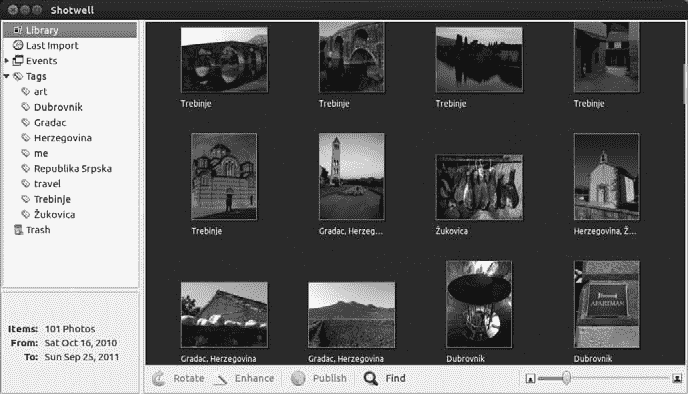 Shotwell
Library
Last Import
Events
Tags
art
Dubrovnik
Gradac
Herzegovina
me
Republika Srpska
travel
Trebinje
Žukovica
Trash
Items: 101 Photos
From: Sat Oct 16, 2010
To: Sun Sep 25, 2011
Trebinje
Trebinje
Trebinje
Trebinje
Trebinje
Gradac, Herzeg...
Žukovica
Herzegovina, Ž...
Gradac, Herzegovina
Gradac, Herzegovina
Dubrovnik
APARTMAN
Dubrovnik
Rotate Enhance Publish Find